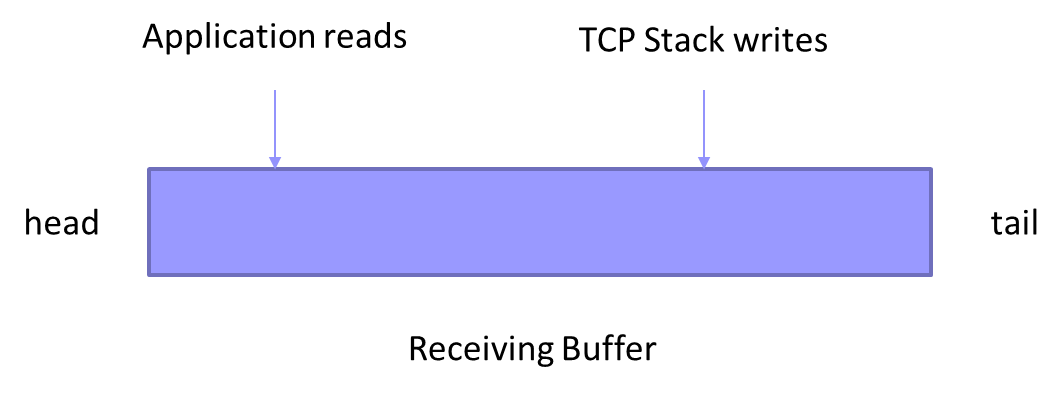 Application reads
TCP Stack writes
head
tail
Receiving Buffer